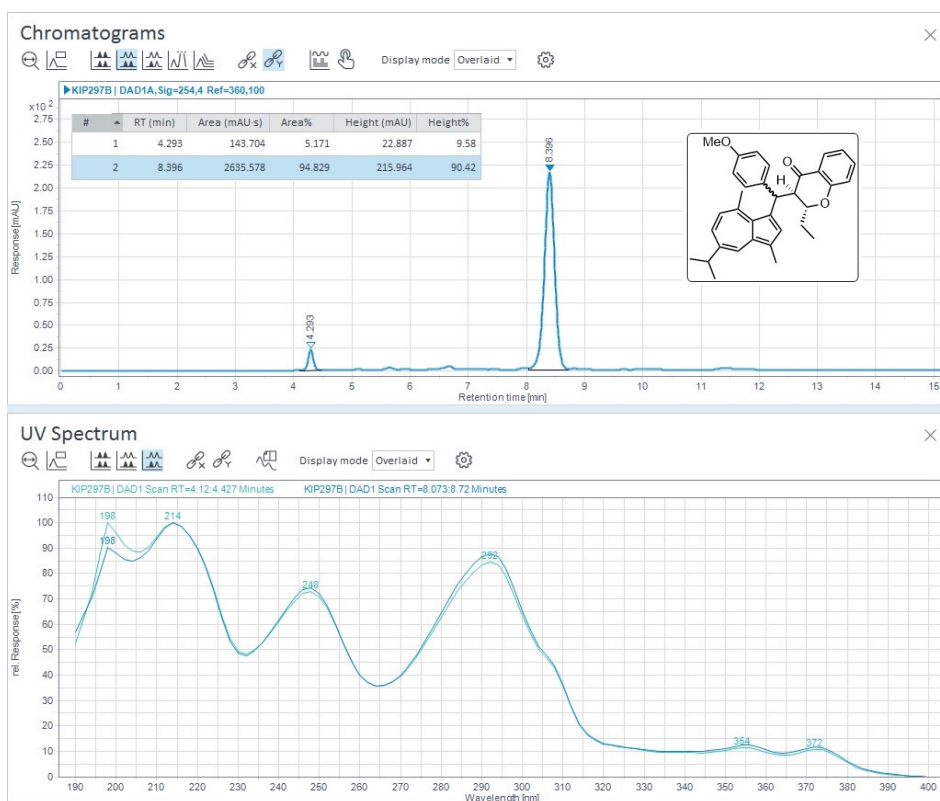 Chromatograms
Display mode Overlaid
KIP297B | DAD1A,Sig=254,4 Ref=360,100
x10 2
# RT (min) Area (mAU·s) Area% Height (mAU) Height%
1 4.293 143.704 5.171 22.887 9.58
2 8.396 2635.578 94.829 215.964 90.42
2.75
2.50
2.25
2.00
1.75
1.50
1.25
1.00
0.75
0.50
0.25
0.00
Response [mAU]
4.293
8.396
MeO
O
H
O
0 1 2 3 4 5 6 7 8 9 10 11 12 13 14 15
Retention time [min]
UV Spectrum
Display mode Overlaid
KIP297B | DAD1 Scan RT=4.12:4.427 Minutes KIP297B | DAD1 Scan RT=8.073:8.72 Minutes
110
100
90
80
70
60
50
40
30
20
10
0
rel. Response [%]
198
198
214
248
292
354
372
190 200 210 220 230 240 250 260 270 280 290 300 310 320 330 340 350 360 370 380 390 400
Wavelength [nm]